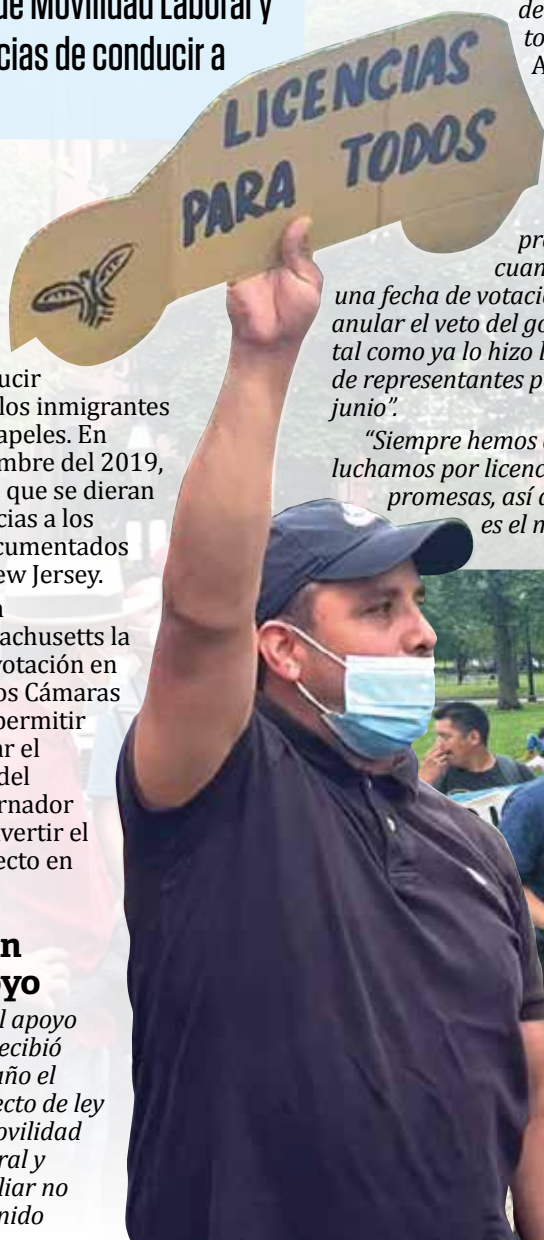 de Movilidad Laboral y
cias de conducir a
LICENCIAS
PARA TODOS
ucir
los inmigrantes
apeles. En
mbre del 2019,
que se dieran
cias a los
cumentados
ew Jersey.
achusetts la
votación en
os Cámaras
permitir
ar el
del
rnador
vertir el
ecto en
n
yo
l apoyo
ecibió
año el
ecto de ley
ovilidad
ral y
liar no
nido
de
to
A
pr
cuan
una fecha de votació
anular el veto del go
tal como ya lo hizo l
de representantes p
junio”.
“Siempre hemos
luchamos por licenc
promesas, así
es el m